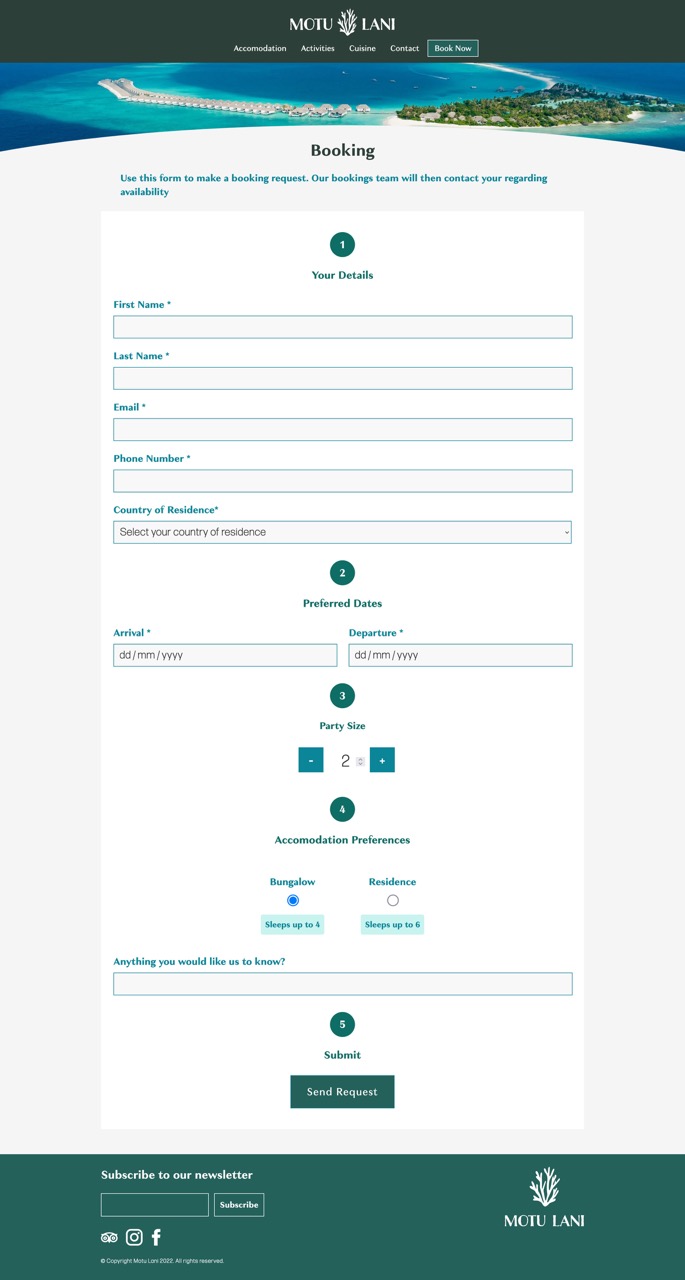 MOTU LANI
Accomodation Activities Cuisine Contact Book Now
Booking
Use this form to make a booking request. Our bookings team will then contact your regarding
availability
1
Your Details
First Name *
Last Name *
Email *
Phone Number *
Country of Residence*
Select your country of residence
2
Preferred Dates
Arrival * Departure *
dd / mm / yyyy dd / mm / yyyy
3
Party Size
- 2 +
4
Accomodation Preferences
Bungalow Residence
Sleeps up to 4 Sleeps up to 6
Anything you would like us to know?
5
Submit
Send Request
Subscribe to our newsletter
Subscribe
MOTU LANI
© Copyright Motu Lani 2022. All rights reserved.